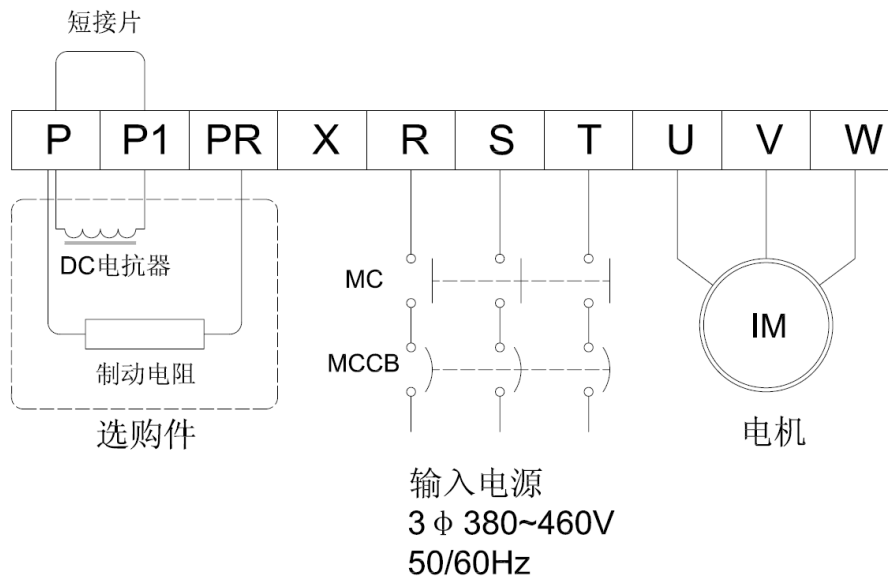 短接片
P P1 PR X R S T U V W
DC电抗器
制动电阻
选购件
MC
MCCB
IM
电机
输入电源
3 φ 380~460V
50/60Hz